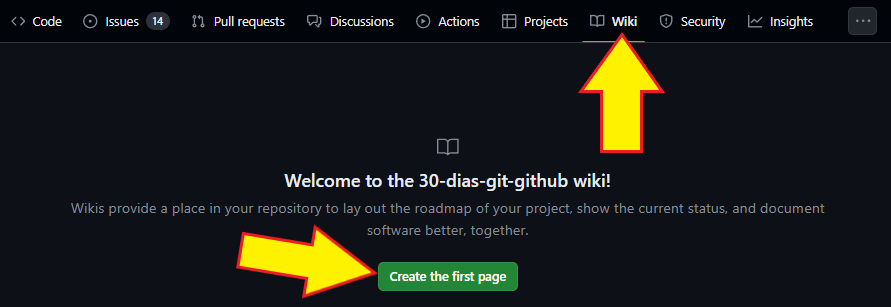 Code Issues 14 Pull requests Discussions Actions Projects Wiki Security Insights ...
Welcome to the 30-dias-git-github wiki!
Wikis provide a place in your repository to lay out the roadmap of your project, show the current status, and document
software better, together.
Create the first page